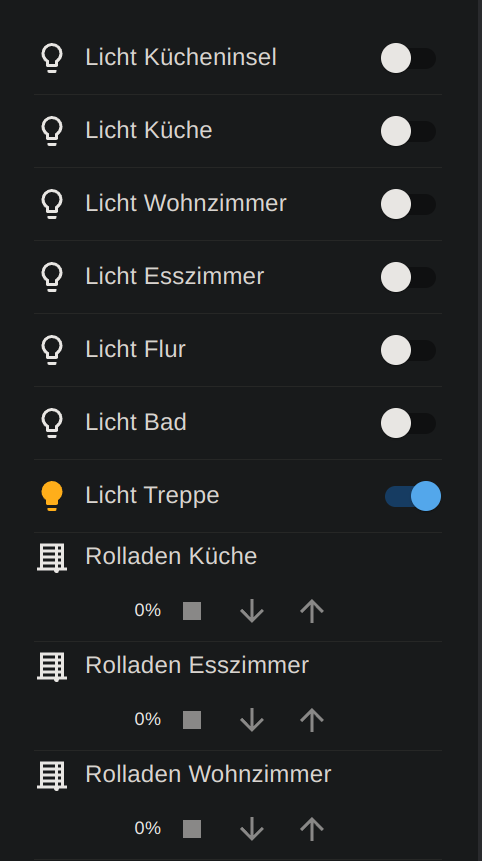 Licht Kücheninsel
Licht Küche
Licht Wohnzimmer
Licht Esszimmer
Licht Flur
Licht Bad
Licht Treppe
Rolladen Küche
0%
Rolladen Esszimmer
0%
Rolladen Wohnzimmer
0%